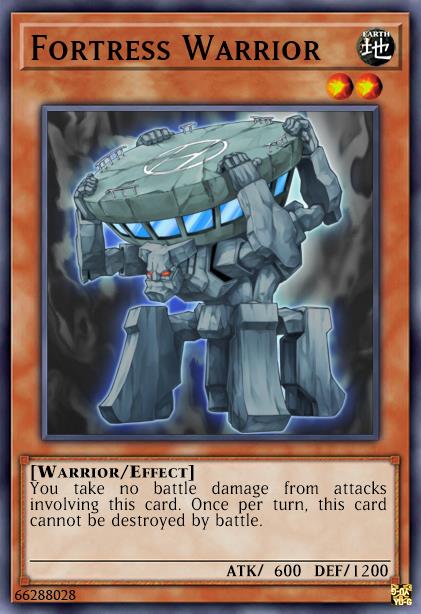 Fortress Warrior
EARTH
地
[Warrior/Effect]
You take no battle damage from attacks
involving this card. Once per turn, this card
cannot be destroyed by battle.
ATK/ 600 DEF/1200
66288028